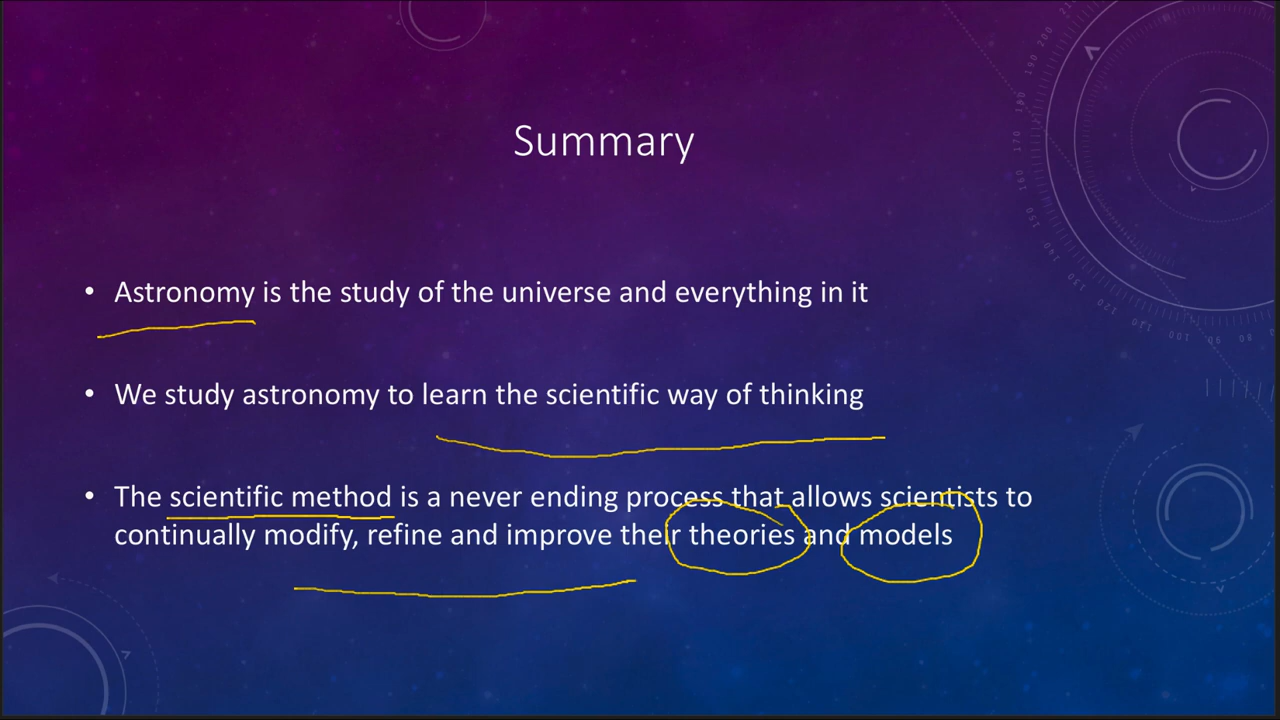 Summary
• Astronomy is the study of the universe and everything in it
• We study astronomy to learn the scientific way of thinking
• The scientific method is a never ending process that allows scientists to
continually modify, refine and improve their theories and models